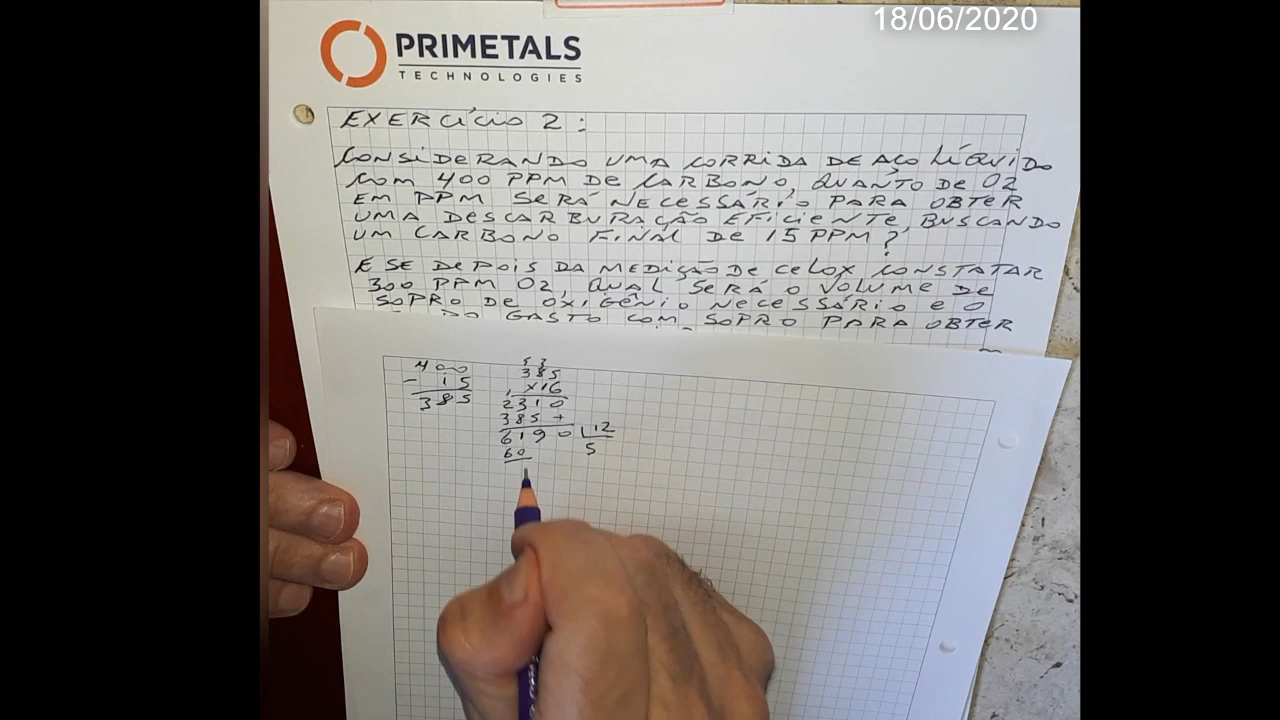 18/06/2020
PRIMETALS
TECHNOLOGIES
EXERCÍCIO 2 :
CONSIDERANDO UMA CORRIDA DE AÇO LÍQUIDO
COM 400 PPM DE CARBONO, QUANTO DE O2
EM PPM SERÁ NECESSÁRIO PARA OBTER
UMA DESCARBURAÇÃO EFICIENTE, BUSCANDO
UM CARBONO FINAL DE 15 PPM ?
E SE DEPOIS DA MEDIÇÃO DE CELOX CONSTATAR
300 PPM O2, QUAL SERÁ O VOLUME DE
SOPRO DE OXIGÊNIO NECESSÁRIO E O
DO GASTO COM SOPRO PARA OBTER
400
- 15
385
53
385
x16
1
2310
385 +
6190 12
60 5